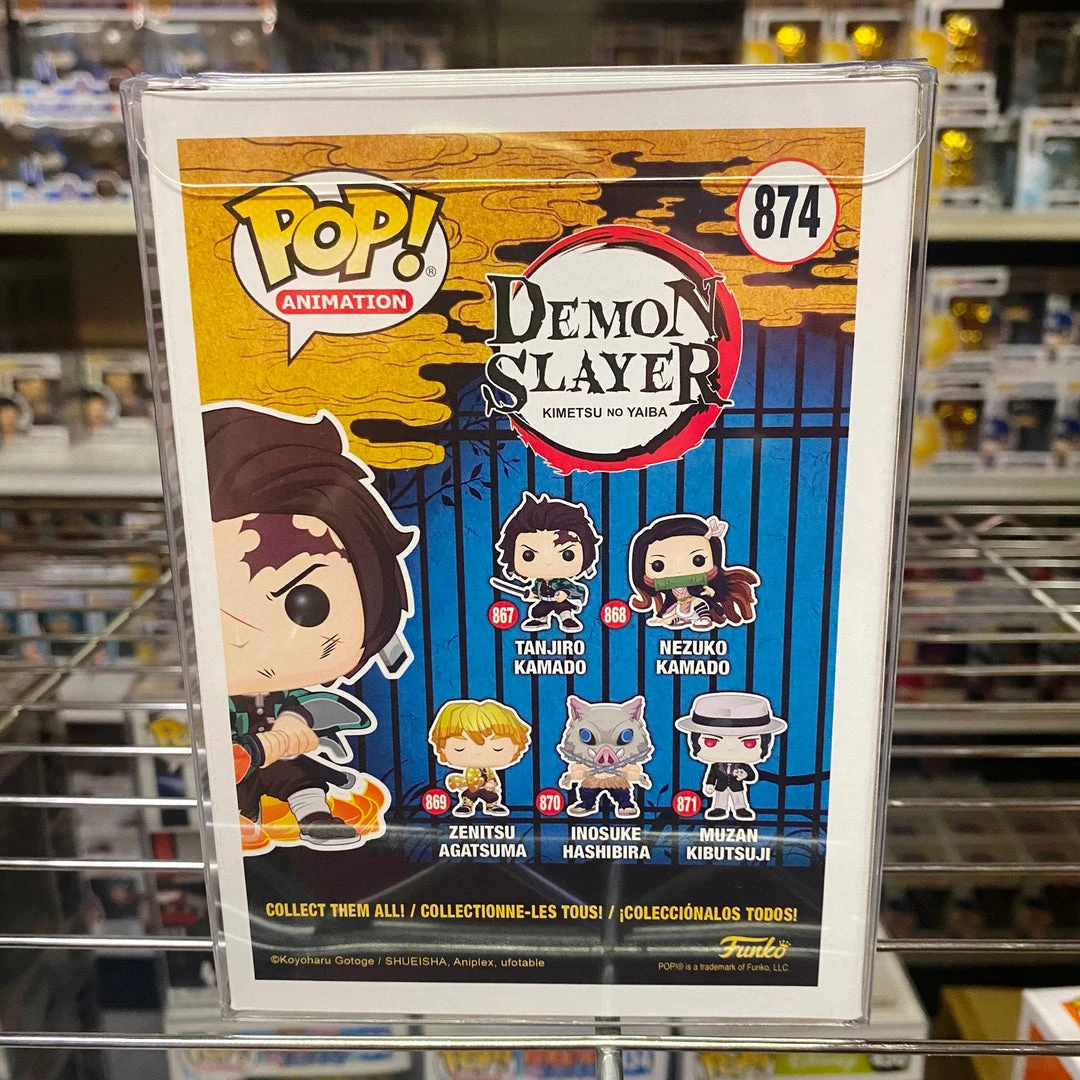 POP!®
ANIMATION
874
DEMON
SLAYER
KIMETSU NO YAIBA
867
TANJIRO
KAMADO
868
NEZUKO
KAMADO
869
ZENITSU
AGATSUMA
870
INOSUKE
HASHIBIRA
871
MUZAN
KIBUTSUJI
COLLECT THEM ALL! / COLLECTIONNE-LES TOUS! / ¡COLECCIÓNALOS TODOS!
Funko
©Koyoharu Gotoge / SHUEISHA, Aniplex, ufotable
POP!® is a trademark of Funko, LLC.